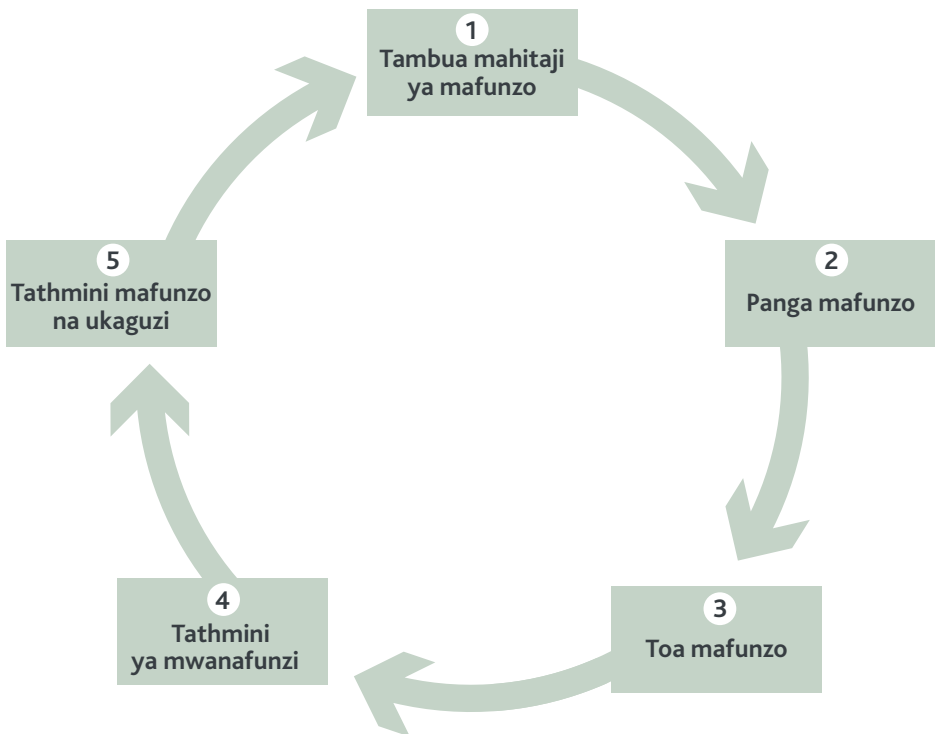 1
Tambua mahitaji
ya mafunzo
2
Panga mafunzo
3
Toa mafunzo
4
Tathmini
ya mwanafunzi
5
Tathmini mafunzo
na ukaguzi